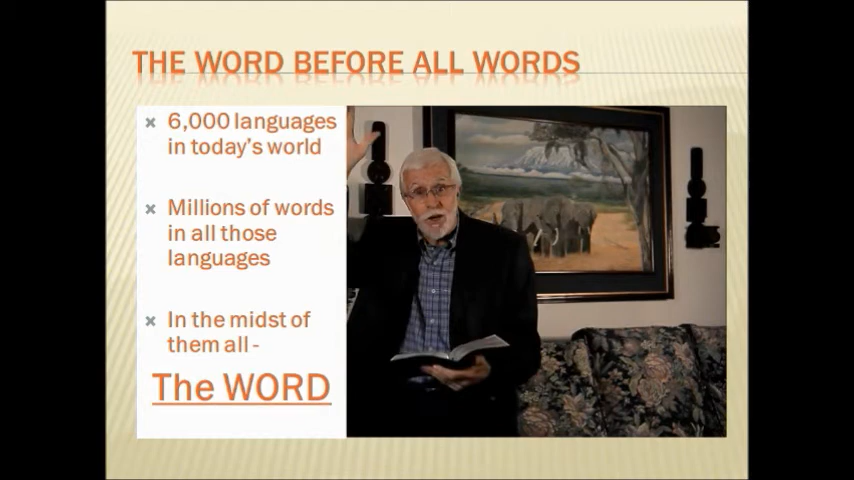 THE WORD BEFORE ALL WORDS
6,000 languages
in today's world
Millions of words
in all those
languages
In the midst of
them all -
The WORD